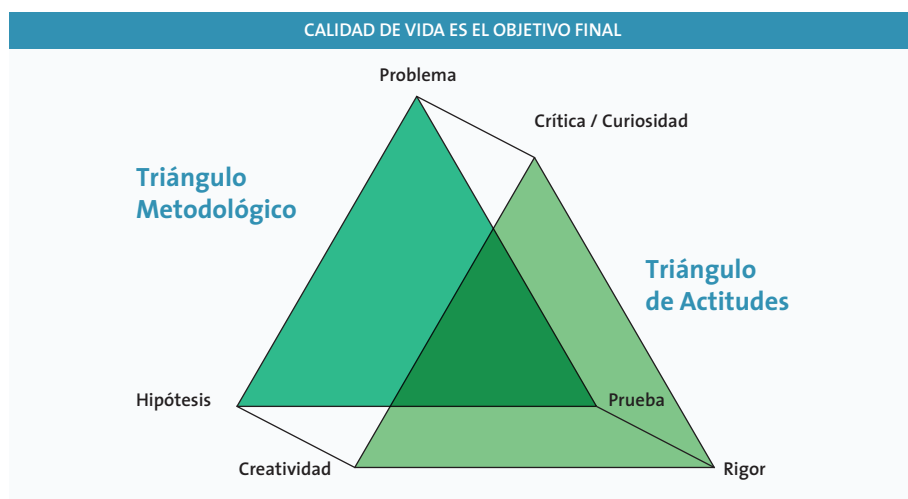 CALIDAD DE VIDA ES EL OBJETIVO FINAL
Problema
Crítica / Curiosidad
Triángulo
Metodológico
Triángulo
de Actitudes
Hipótesis
Prueba
Creatividad
Rigor